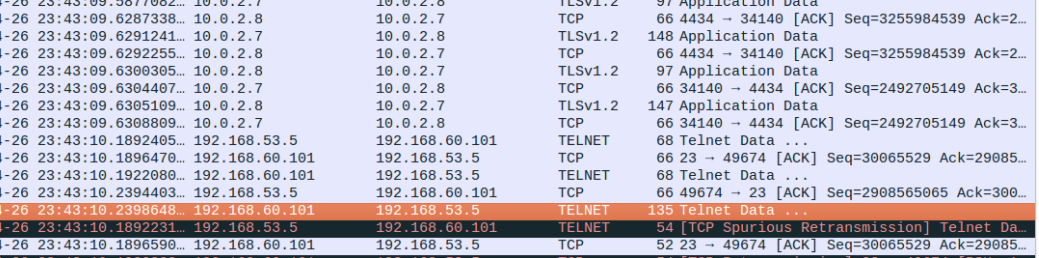 4-26 23:43:09.5877082… 10.0.2.7 10.0.2.8 TLSv1.2 97 Application Data
4-26 23:43:09.6287338… 10.0.2.8 10.0.2.7 TCP 66 4434 → 34140 [ACK] Seq=3255984539 Ack=2…
4-26 23:43:09.6291241… 10.0.2.7 10.0.2.8 TLSv1.2 148 Application Data
4-26 23:43:09.6292255… 10.0.2.8 10.0.2.7 TCP 66 4434 → 34140 [ACK] Seq=3255984539 Ack=2…
4-26 23:43:09.6300305… 10.0.2.8 10.0.2.7 TLSv1.2 97 Application Data
4-26 23:43:09.6304407… 10.0.2.7 10.0.2.8 TCP 66 34140 → 4434 [ACK] Seq=2492705149 Ack=3…
4-26 23:43:09.6305109… 10.0.2.8 10.0.2.7 TLSv1.2 147 Application Data
4-26 23:43:09.6308809… 10.0.2.7 10.0.2.8 TCP 66 34140 → 4434 [ACK] Seq=2492705149 Ack=3…
4-26 23:43:10.1892405… 192.168.53.5 192.168.60.101 TELNET 68 Telnet Data ...
4-26 23:43:10.1896470… 192.168.60.101 192.168.53.5 TCP 66 23 → 49674 [ACK] Seq=30065529 Ack=29085…
4-26 23:43:10.1922080… 192.168.60.101 192.168.53.5 TELNET 68 Telnet Data ...
4-26 23:43:10.2394403… 192.168.53.5 192.168.60.101 TCP 66 49674 → 23 [ACK] Seq=2908565065 Ack=300…
4-26 23:43:10.2398648… 192.168.60.101 192.168.53.5 TELNET 135 Telnet Data ...
4-26 23:43:10.1892231… 192.168.53.5 192.168.60.101 TELNET 54 [TCP Spurious Retransmission] Telnet Da…
4-26 23:43:10.1896590… 192.168.60.101 192.168.53.5 TCP 52 23 → 49674 [ACK] Seq=30065529 Ack=29085…